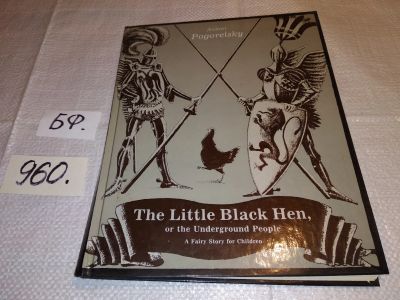 Pogorelsky
БФ.
960.
The Little Black Hen,
or the Underground People
A Fairy Story for Children